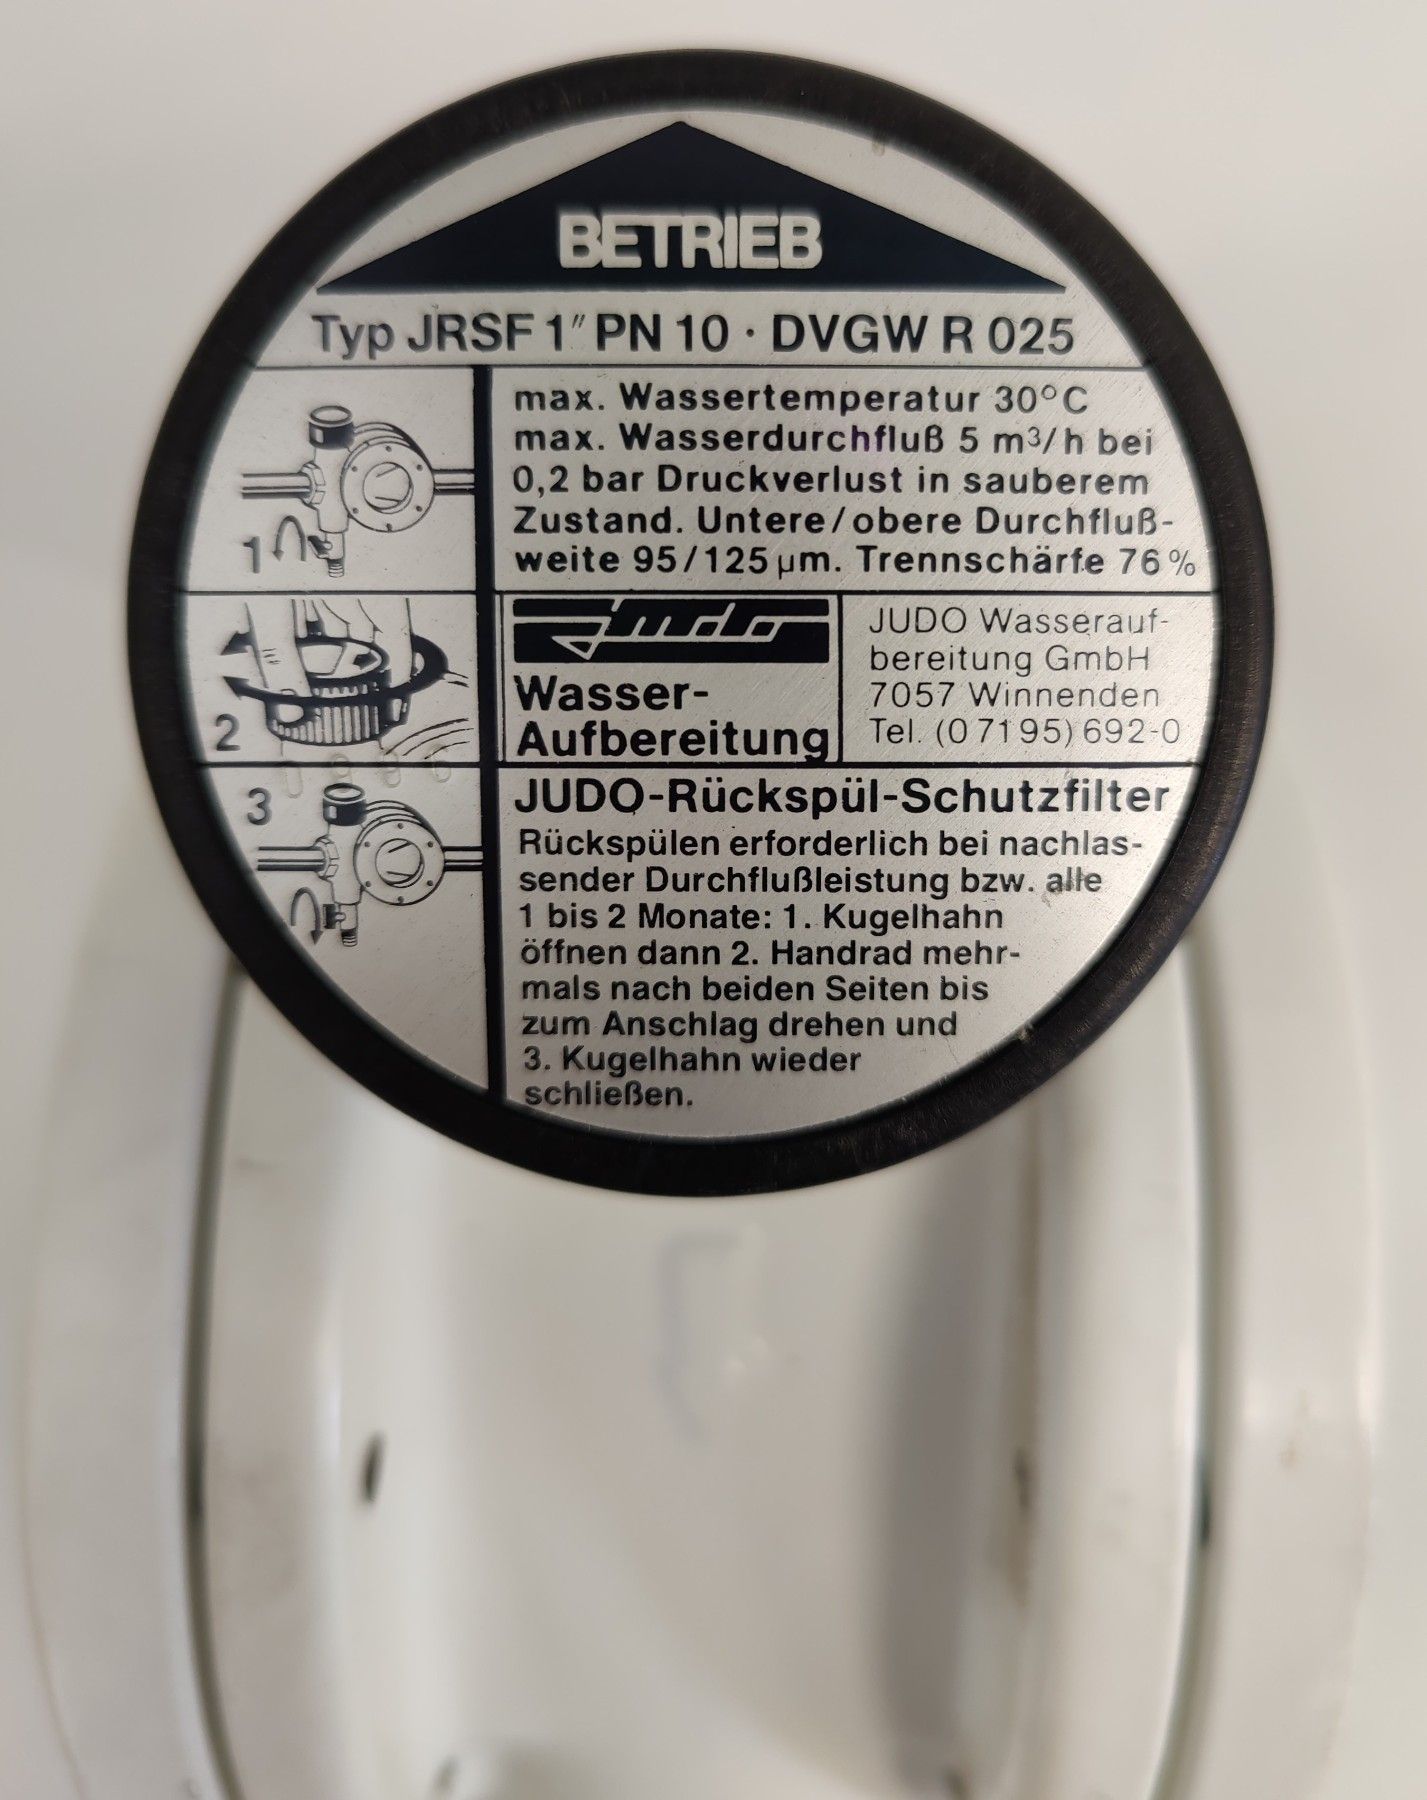 BETRIEB
Typ JRSF 1″ PN 10 · DVGW R 025
max. Wassertemperatur 30°C
max. Wasserdurchfluß 5 m³/h bei
0,2 bar Druckverlust in sauberem
Zustand. Untere/obere Durchfluß-
weite 95/125 µm. Trennschärfe 76%
1
2
3
Judo
Wasser-
Aufbereitung
JUDO Wasserauf-
bereitung GmbH
7057 Winnenden
Tel. (07195) 692-0
JUDO-Rückspül-Schutzfilter
Rückspülen erforderlich bei nachlas-
sender Durchflußleistung bzw. alle
1 bis 2 Monate: 1. Kugelhahn
öffnen dann 2. Handrad mehr-
mals nach beiden Seiten bis
zum Anschlag drehen und
3. Kugelhahn wieder
schließen.